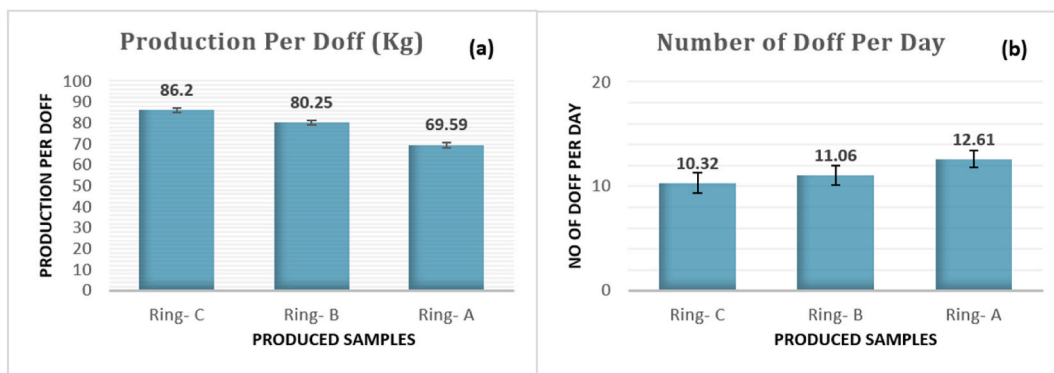 Production Per Doff (Kg) (a)
PRODUCTION PER DOFF
100
90
80
70
60
50
40
30
20
10
0
86.2
80.25
69.59
Ring- C Ring- B Ring- A
PRODUCED SAMPLES
Number of Doff Per Day (b)
NO OF DOFF PER DAY
20
10
0
10.32
11.06
12.61
Ring- C Ring- B Ring- A
PRODUCED SAMPLES